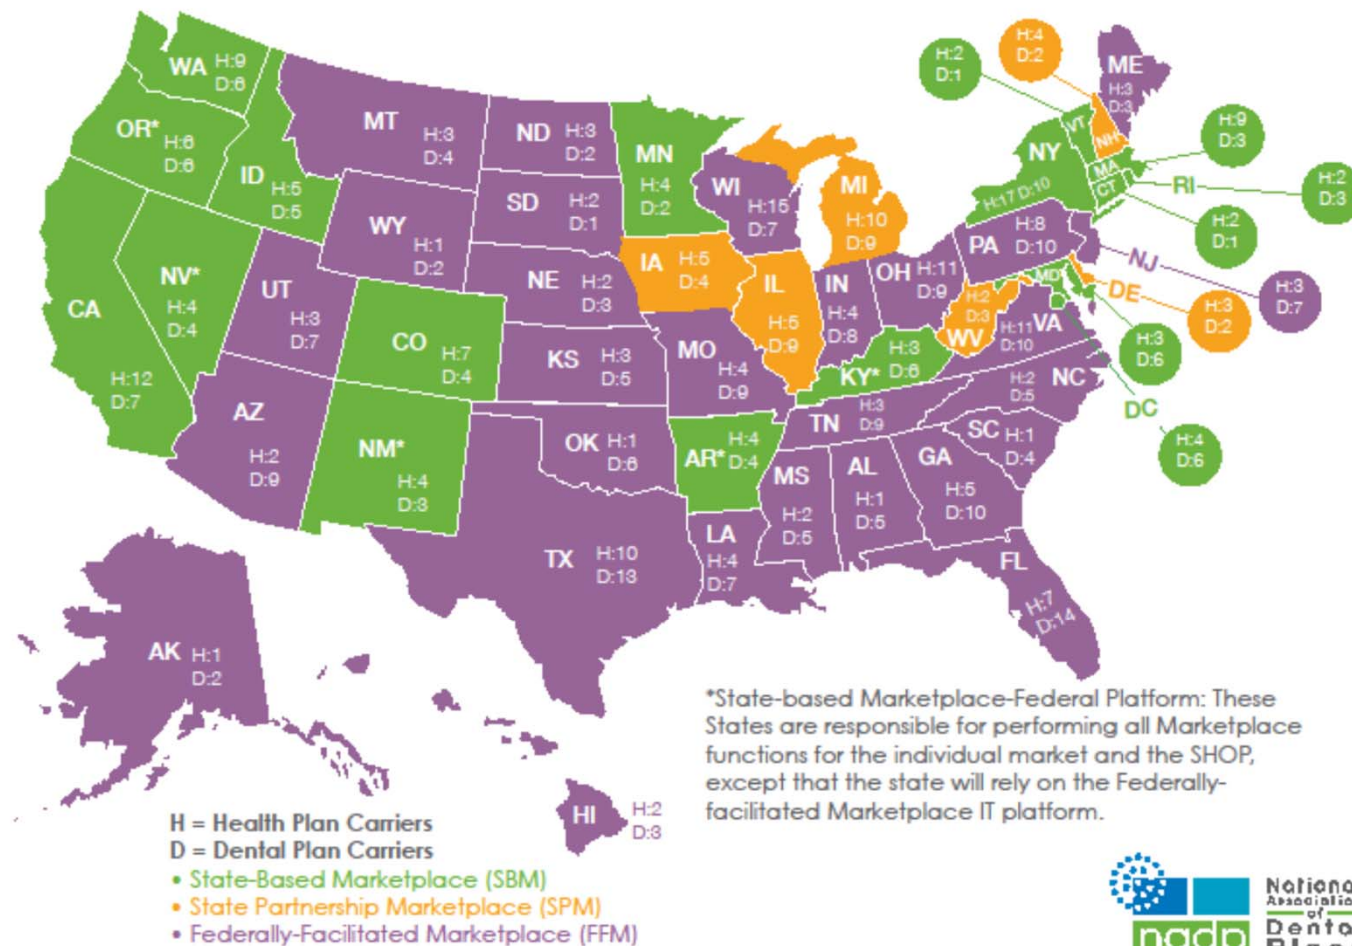 WA H:9
D:6
OR* H:6
D:6
ID H:5
D:5
MT H:3
D:4
ND H:3
D:2
MN
H:4
D:2
WI H:15
D:7
MI
H:10
D:9
NY
H:17 D:10
VT
H:2
D:1
NH
H:4
D:2
ME
H:3
D:3
MA
H:9
D:3
RI
H:2
D:3
CT
H:2
D:1
SD H:2
D:1
WY
H:1
D:2
NE H:2
D:3
IA H:5
D:4
IL
H:5
D:9
IN
H:4
D:8
OH H:11
D:9
PA H:8
D:10
NJ
H:3
D:7
DE
H:3
D:2
MD
H:3
D:6
DC
H:4
D:6
CA
H:12
D:7
NV*
H:4
D:4
UT
H:3
D:7
CO H:7
D:4
KS H:3
D:5
MO
H:4
D:9
KY* H:3
D:6
H:2
D:3
WV
H:11 VA
D:10
AZ
H:2
D:9
NM*
H:4
D:3
OK H:1
D:6
AR* H:4
D:4
TN H:3
D:9
H:2 NC
D:5
SC H:1
D:4
MS
H:2
D:5
AL
H:1
D:5
GA
H:5
D:10
TX H:10
D:13
LA
H:4
D:7
FL
H:7
D:14
AK H:1
D:2
HI H:2
D:3
*State-based Marketplace-Federal Platform: These
States are responsible for performing all Marketplace
functions for the individual market and the SHOP,
except that the state will rely on the Federally-
facilitated Marketplace IT platform.
H = Health Plan Carriers
D = Dental Plan Carriers
• State-Based Marketplace (SBM)
• State Partnership Marketplace (SPM)
• Federally-Facilitated Marketplace (FFM)
nadp
National
Association
of
Dental